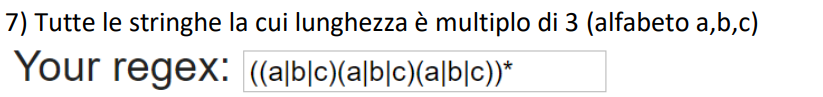 7) Tutte le stringhe la cui lunghezza è multiplo di 3 (alfabeto a,b,c)
Your regex: ((a|b|c)(a|b|c)(a|b|c))*